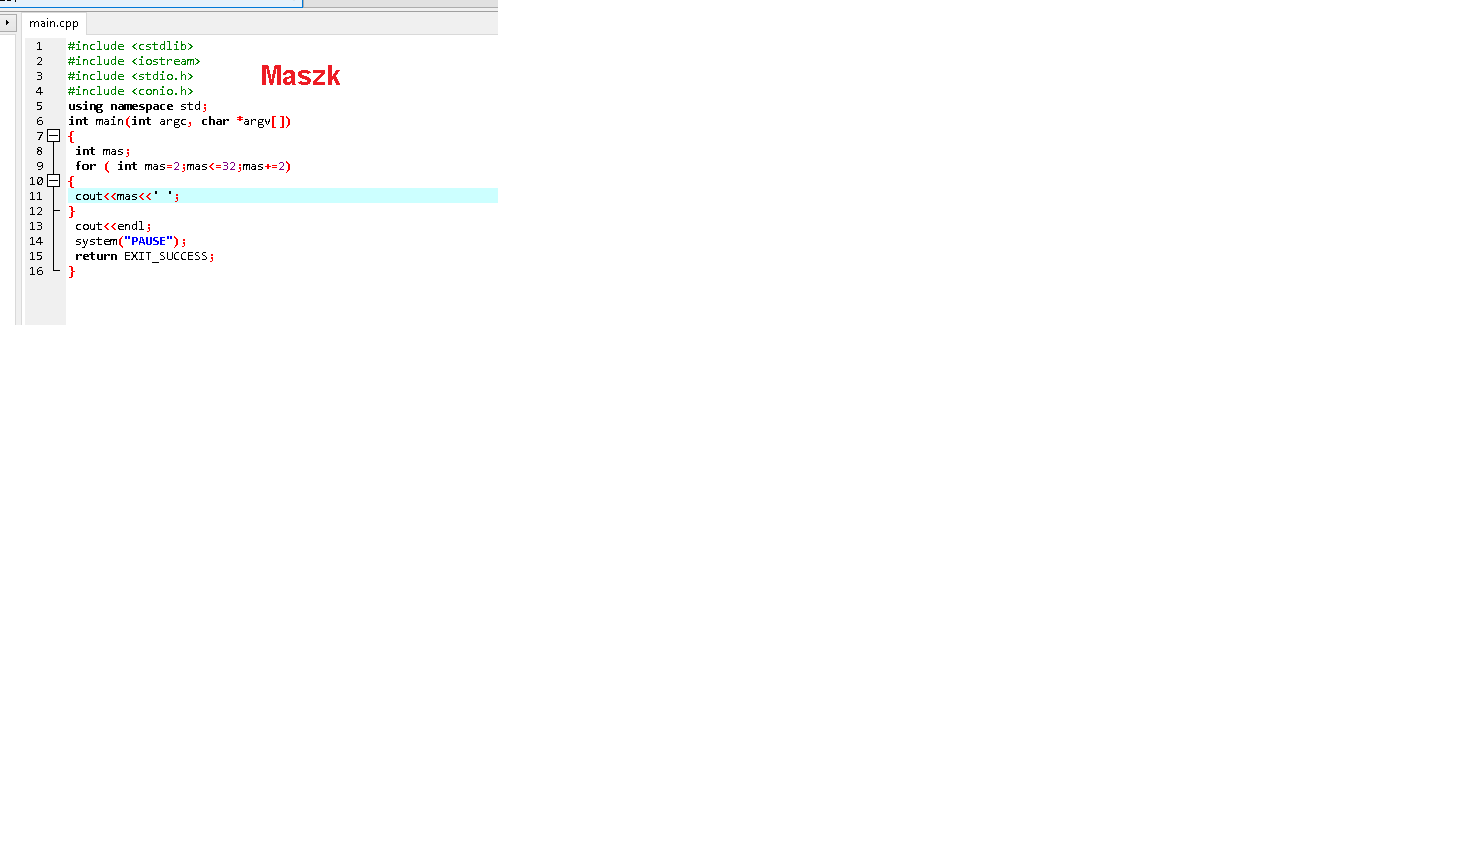 main.cpp
Maszk
1 #include <cstdlib>
2 #include <iostream>
3 #include <stdio.h>
4 #include <conio.h>
5 using namespace std;
6 int main(int argc, char *argv[])
7 {
8 int mas;
9 for ( int mas=2;mas<=32;mas+=2)
10 {
11 cout<<mas<<' ';
12 }
13 cout<<endl;
14 system("PAUSE");
15 return EXIT_SUCCESS;
16 }